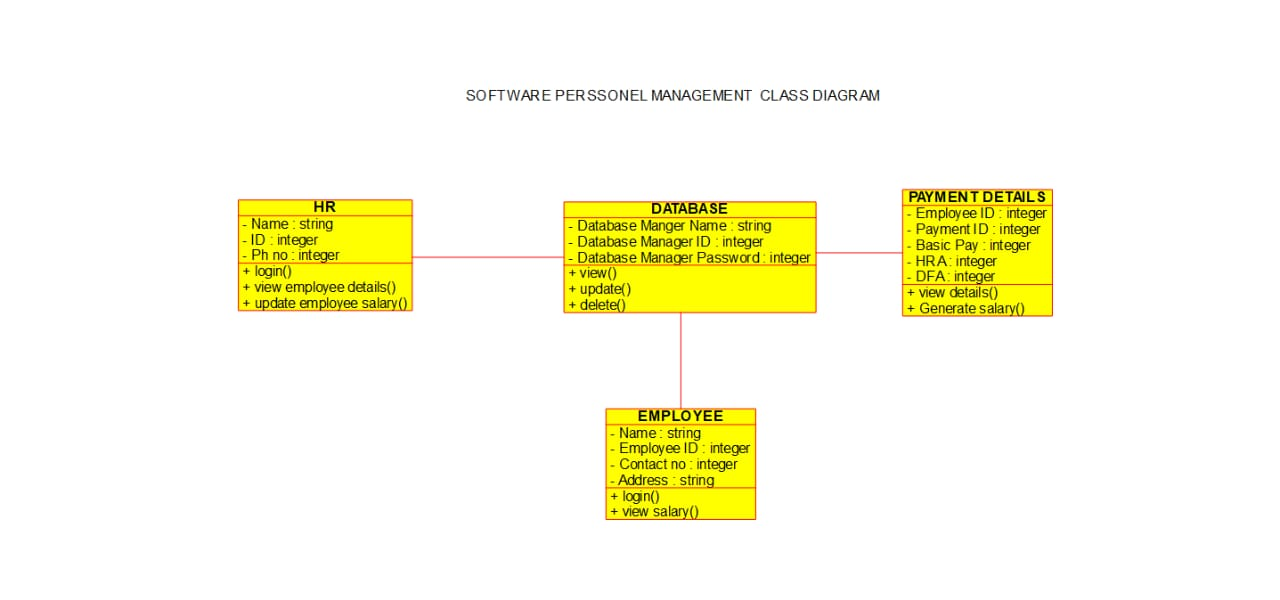 SOFTWARE PERSSONEL MANAGEMENT CLASS DIAGRAM
HR
- Name : string
- ID : integer
- Ph no : integer
+ login()
+ view employee details()
+ update employee salary()
DATABASE
- Database Manger Name : string
- Database Manager ID : integer
- Database Manager Password : integer
+ view()
+ update()
+ delete()
PAYMENT DETAILS
- Employee ID : integer
- Payment ID : integer
- Basic Pay : integer
- HRA : integer
- DFA : integer
+ view details()
+ Generate salary()
EMPLOYEE
- Name : string
- Employee ID : integer
- Contact no : integer
- Address : string
+ login()
+ view salary()